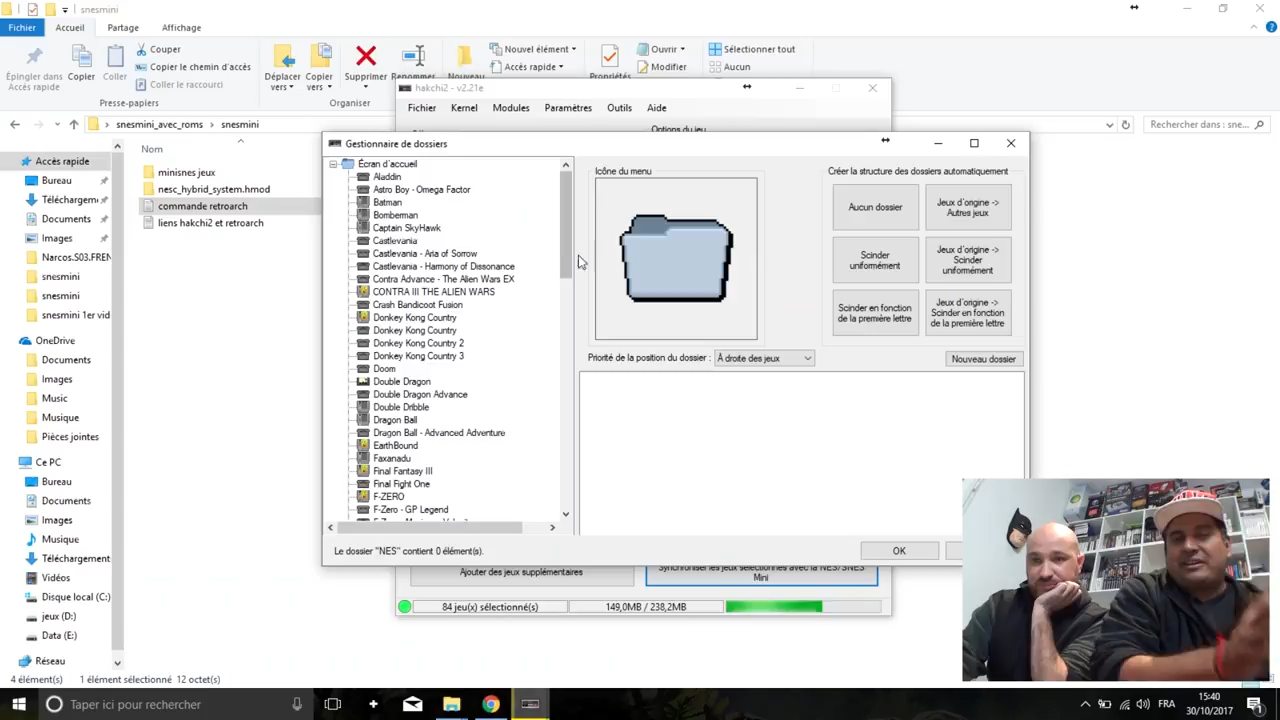 snesmini
Fichier
Accueil
Partage
Affichage
Épingler dans Accès rapide
Copier
Coller
Couper
Copier le chemin d'accès
Coller le raccourci
Presse-papiers
Déplacer vers
Copier vers
Supprimer
Renommer
Nouveau
Organiser
Nouvel élément
Accès rapide
Propriétés
Ouvrir
Modifier
Sélectionner tout
Aucun
snesmini_avec_roms > snesmini
Rechercher dans : sne...
Accès rapide
Bureau
Documents
Images
Narcos.S03.FREN
snesmini
snesmini
snesmini 1er vid
OneDrive
Documents
Images
Music
Musique
Pièces jointes
Ce PC
Bureau
Documents
Images
Musique
Téléchargement
Vidéos
Disque local (C:)
jeux (D:)
Data (E:)
Réseau
Nom
minisnes jeux
nesc_hybrid_system.hmod
commande retroarch
liens hakchi2 et retroarch
4 élément(s)
1 élément sélectionné 12 octet(s)
hakchi2 - v2.21e
Fichier
Kernel
Modules
Paramètres
Outils
Aide
Options du jeu
Gestionnaire de dossiers
Écran d'accueil
Aladdin
Astro Boy - Omega Factor
Batman
Bomberman
Captain SkyHawk
Castlevania
Castlevania - Aria of Sorrow
Castlevania - Harmony of Dissonance
Contra Advance - The Alien Wars EX
CONTRA III THE ALIEN WARS
Crash Bandicoot Fusion
Donkey Kong Country
Donkey Kong Country
Donkey Kong Country 2
Donkey Kong Country 3
Doom
Double Dragon
Double Dragon Advance
Double Dribble
Dragon Ball
Dragon Ball - Advanced Adventure
EarthBound
Faxanadu
Final Fantasy III
Final Fight One
F-ZERO
F-Zero - GP Legend
Icône du menu
Créer la structure des dossiers automatiquement
Aucun dossier
Jeux d'origine -> Autres jeux
Scinder uniformément
Jeux d'origine -> Scinder uniformément
Scinder en fonction de la première lettre
Jeux d'origine -> Scinder en fonction de la première lettre
Priorité de la position du dossier :
À droite des jeux
Nouveau dossier
Le dossier "NES" contient 0 élément(s).
OK
Ajouter des jeux supplémentaires
Synchroniser les jeux sélectionnés avec la NES/SNES Mini
84 jeu(x) sélectionné(s)
149,0MB / 238,2MB
Taper ici pour rechercher
FRA
15:40
30/10/2017